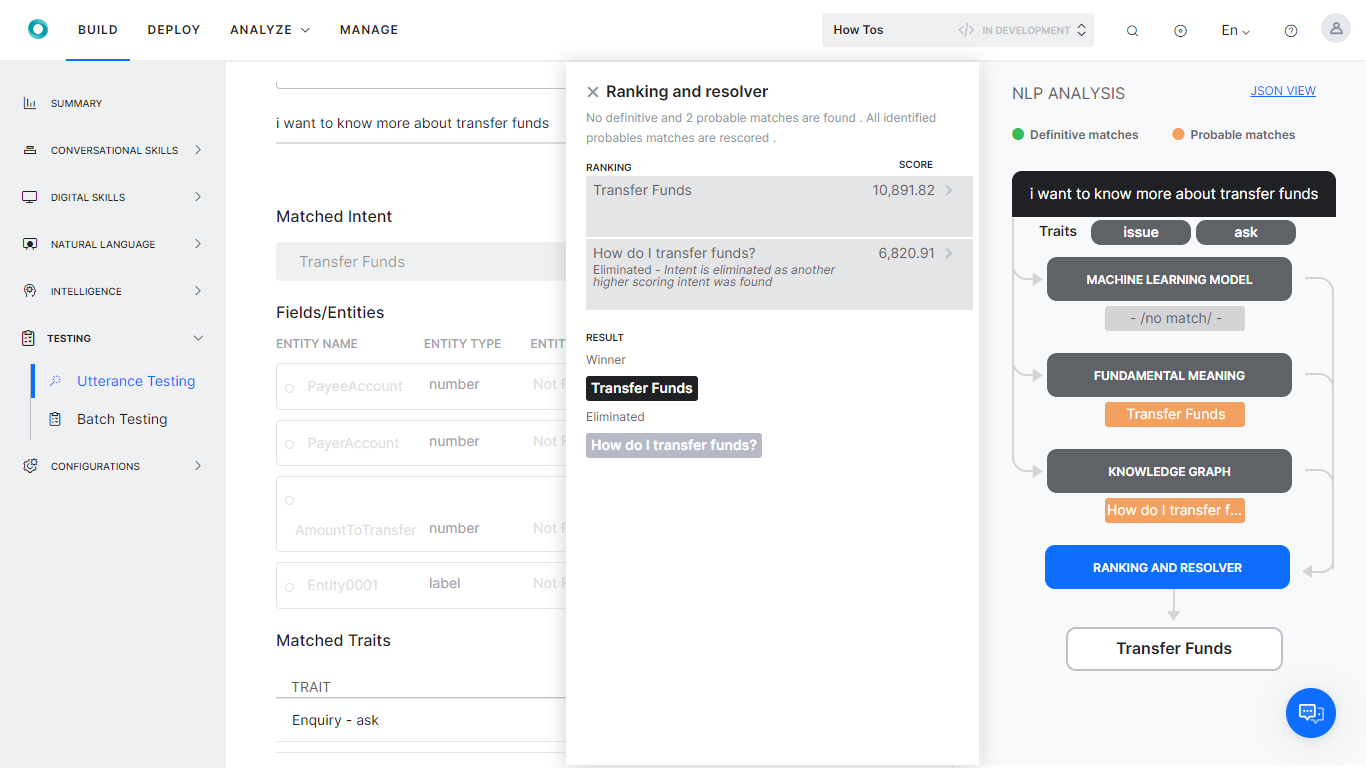 BUILD
DEPLOY
ANALYZE
MANAGE
How Tos
</> IN DEVELOPMENT
En
SUMMARY
CONVERSATIONAL SKILLS
DIGITAL SKILLS
NATURAL LANGUAGE
INTELLIGENCE
TESTING
Utterance Testing
Batch Testing
CONFIGURATIONS
i want to know more about transfer funds
Matched Intent
Transfer Funds
Fields/Entities
ENTITY NAME
ENTITY TYPE
ENTIT
PayeeAccount
number
Not F
PayerAccount
number
Not F
AmountToTransfer
number
Not F
Entity0001
label
Not F
Matched Traits
TRAIT
Enquiry - ask
Ranking and resolver
No definitive and 2 probable matches are found . All identified
probables matches are rescored .
RANKING
SCORE
Transfer Funds
10,891.82
How do I transfer funds?
6,820.91
Eliminated - Intent is eliminated as another
higher scoring intent was found
RESULT
Winner
Transfer Funds
Eliminated
How do I transfer funds?
NLP ANALYSIS
JSON VIEW
Definitive matches
Probable matches
i want to know more about transfer funds
Traits
issue
ask
MACHINE LEARNING MODEL
- /no match/ -
FUNDAMENTAL MEANING
Transfer Funds
KNOWLEDGE GRAPH
How do I transfer f...
RANKING AND RESOLVER
Transfer Funds